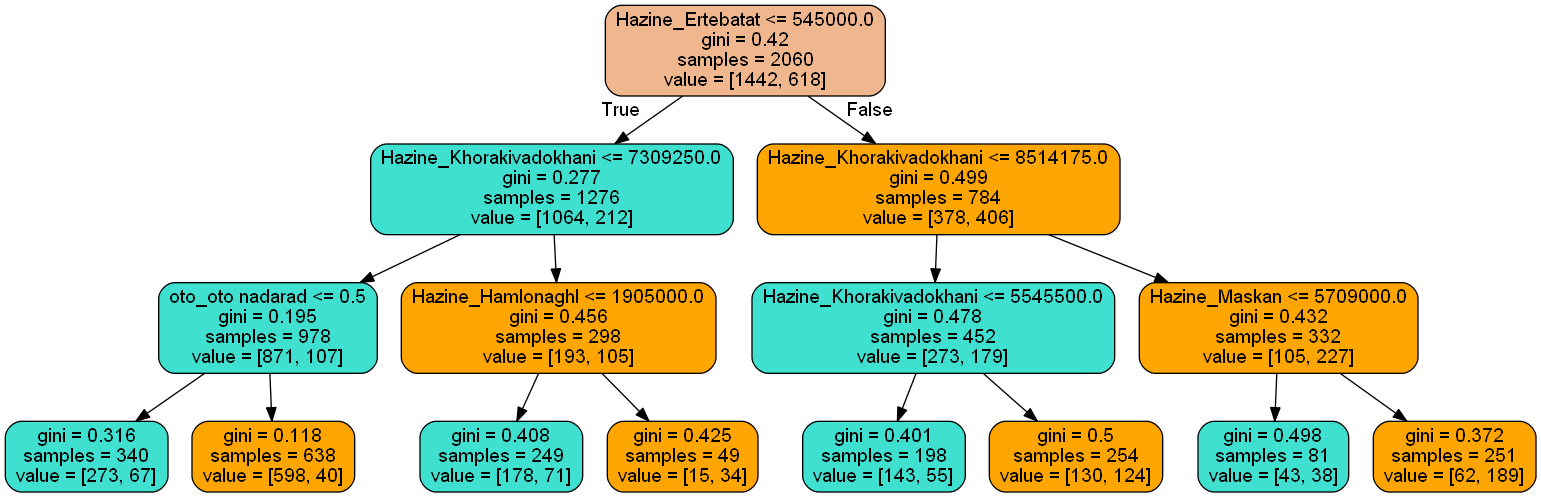 Hazine_Ertebatat <= 545000.0
gini = 0.42
samples = 2060
value = [1442, 618]
True
False
Hazine_Khorakivadokhani <= 7309250.0
gini = 0.277
samples = 1276
value = [1064, 212]
Hazine_Khorakivadokhani <= 8514175.0
gini = 0.499
samples = 784
value = [378, 406]
oto_oto nadarad <= 0.5
gini = 0.195
samples = 978
value = [871, 107]
Hazine_Hamlonaghl <= 1905000.0
gini = 0.456
samples = 298
value = [193, 105]
Hazine_Khorakivadokhani <= 5545500.0
gini = 0.478
samples = 452
value = [273, 179]
Hazine_Maskan <= 5709000.0
gini = 0.432
samples = 332
value = [105, 227]
gini = 0.316
samples = 340
value = [273, 67]
gini = 0.118
samples = 638
value = [598, 40]
gini = 0.408
samples = 249
value = [178, 71]
gini = 0.425
samples = 49
value = [15, 34]
gini = 0.401
samples = 198
value = [143, 55]
gini = 0.5
samples = 254
value = [130, 124]
gini = 0.498
samples = 81
value = [43, 38]
gini = 0.372
samples = 251
value = [62, 189]